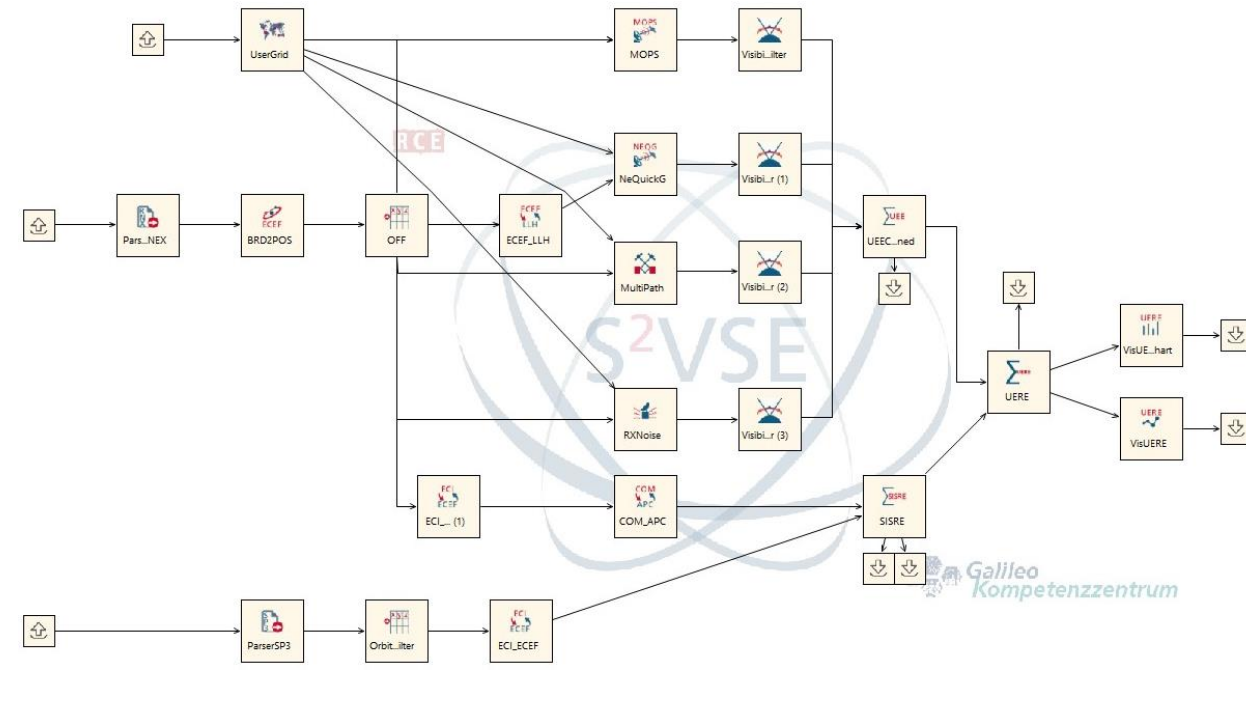 MOPS
UserGrid
MOPS
Visibi...ilter
RCE
NEQG
NeQuickG
Visibi...r (1)
Pars...NEX
ECEF
BRD2POS
OFF
ECEF
LLH
ECEF_LLH
UEE
UEEC...ned
MultiPath
Visibi...r (2)
S2VSE
UERE
VisUE...hart
UERE
UERE
VisUERE
RXNoise
Visibi...r (3)
ECI
ECEF
ECI_... (1)
COM
APC
COM_APC
SISRE
SISRE
Galileo
Kompetenzzentrum
ParserSP3
Orbit...ilter
ECI
ECEF
ECI_ECEF